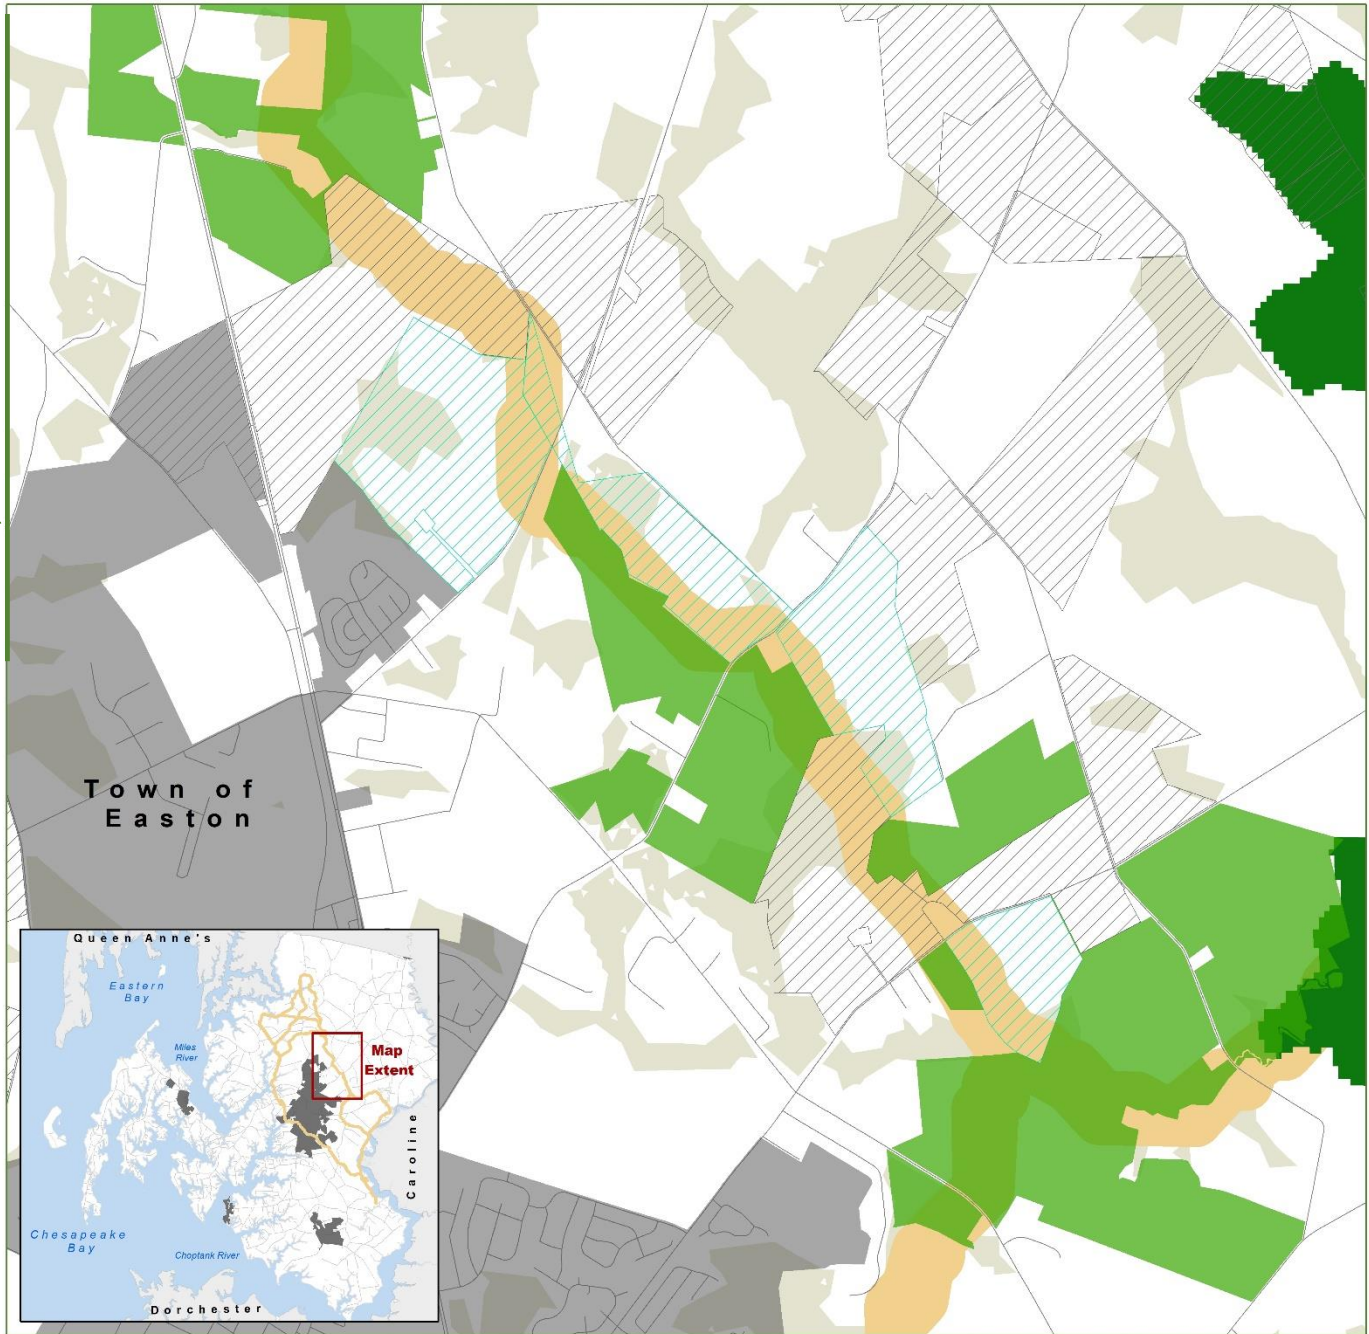 Town of
Easton
Queen Anne's
Eastern
Bay
Miles
River
Map
Extent
Caroline
Chesapeake
Bay
Choptank River
Dorchester